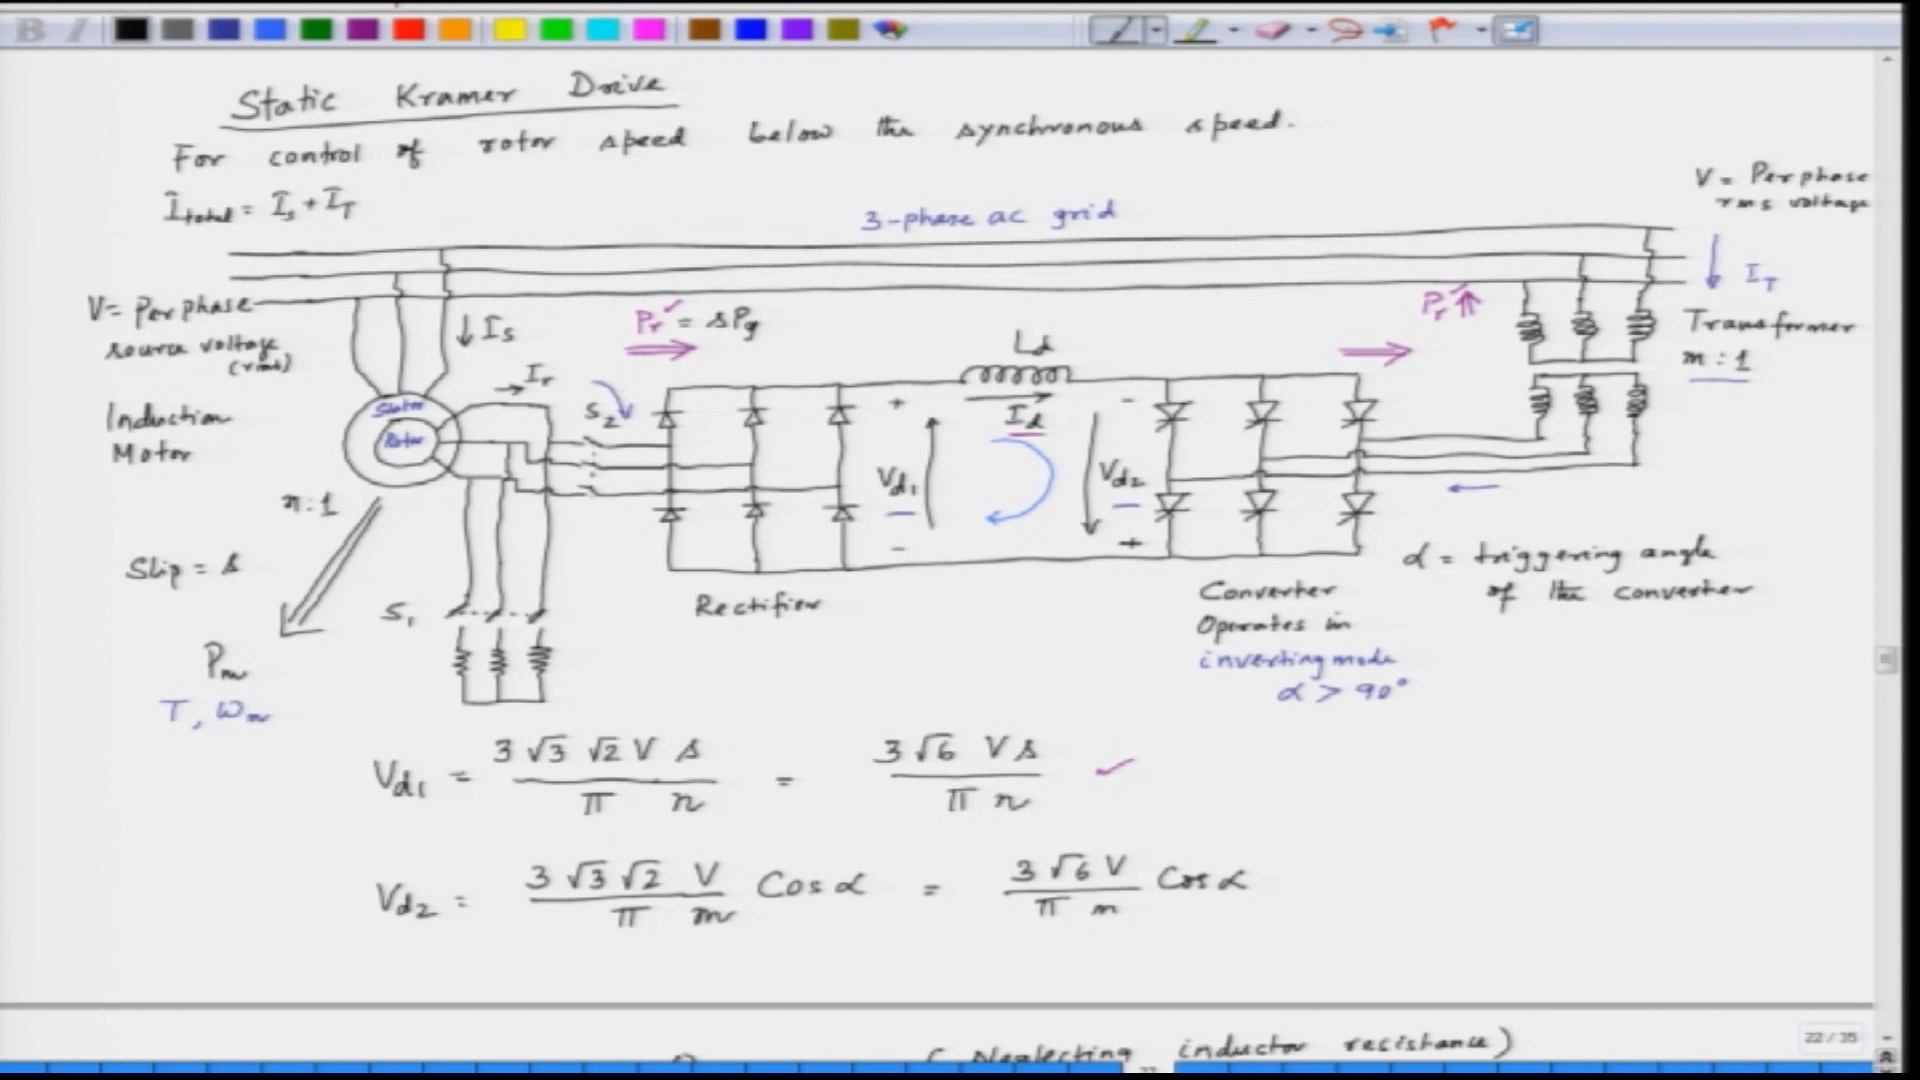 Static Kramer Drive
For control of rotor speed below the synchronous speed.
Itotal = Is + IT
V = Per phase
rms voltage
3-phase ac grid
IT
V = Per phase
source voltage
(rms)
Is
Pr = sPg
Pr
Transformer
m : 1
Ir
S2
Ld
Id
Stator
Rotor
Induction
Motor
n : 1
+
-
Vd1
Vd2
-
+
Slip = s
S1
Rectifier
Converter
Operates in
inverting mode
α > 90°
α = triggering angle
of the converter
Pm
T, ωm
Vd1 = 3 √3 √2 V s / π n = 3 √6 V s / π n ✓
Vd2 = 3 √3 √2 V / π m Cos α = 3 √6 V / π m Cos α
(Neglecting inductor resistance)
22 / 35